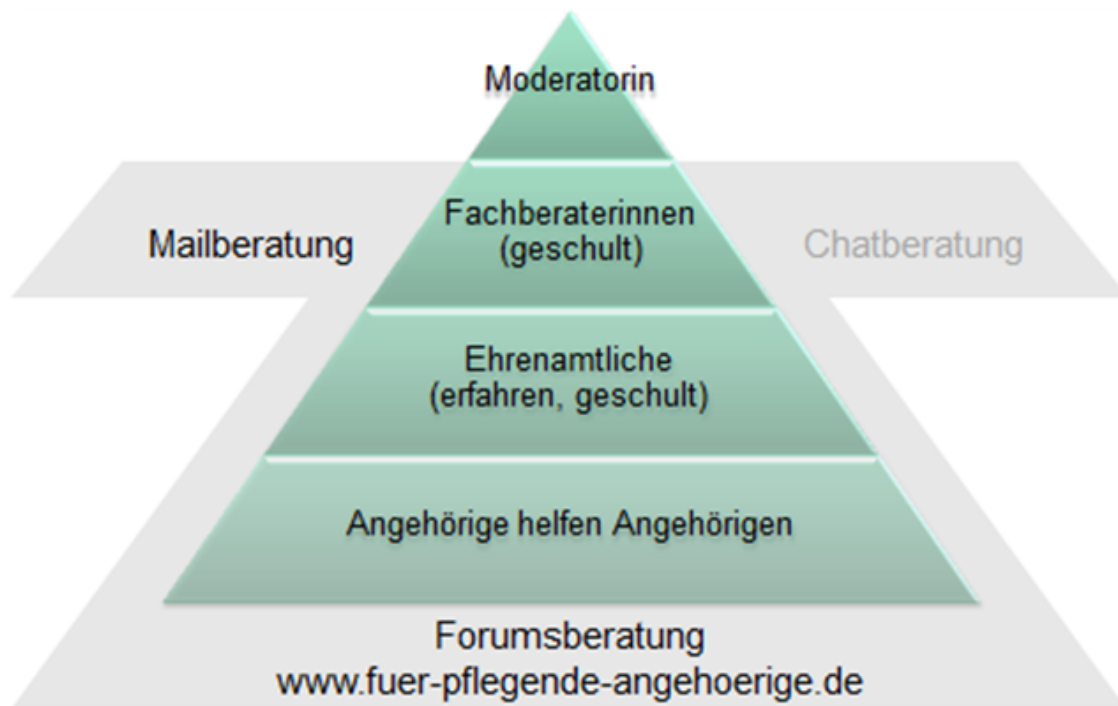 Moderatorin
Fachberaterinnen
(geschult)
Mailberatung
Chatberatung
Ehrenamtliche
(erfahren, geschult)
Angehörige helfen Angehörigen
Forumsberatung
www.fuer-pflegende-angehoerige.de